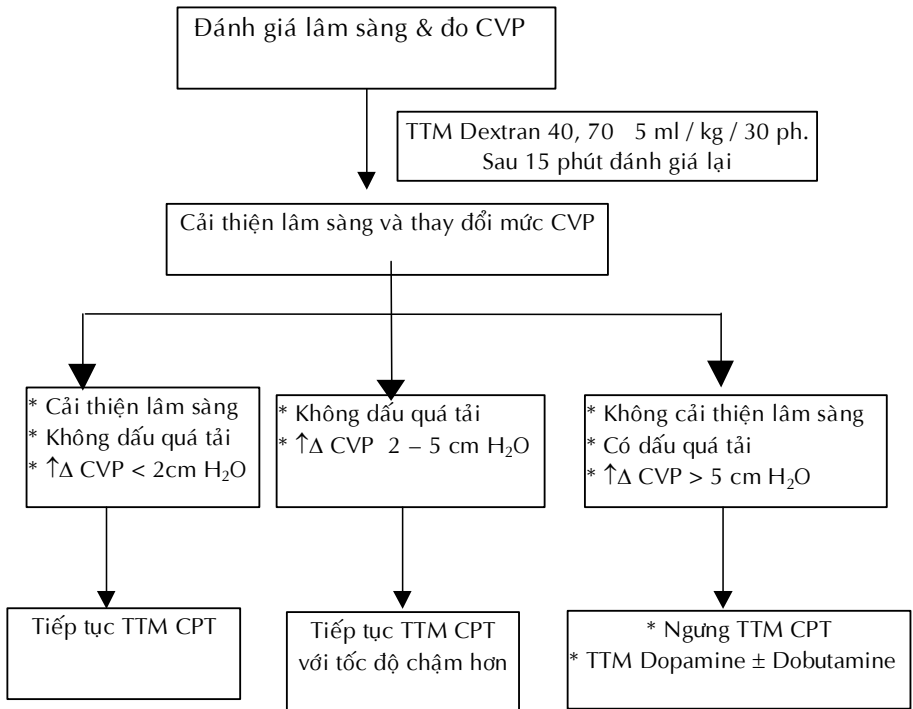 Đánh giá lâm sàng & đo CVP
TTM Dextran 40, 70 5 ml / kg / 30 ph.
Sau 15 phút đánh giá lại
Cải thiện lâm sàng và thay đổi mức CVP
* Cải thiện lâm sàng
* Không dấu quá tải
* ↑∆ CVP < 2cm H₂O
* Không dấu quá tải
* ↑∆ CVP 2 – 5 cm H₂O
* Không cải thiện lâm sàng
* Có dấu quá tải
* ↑∆ CVP > 5 cm H₂O
Tiếp tục TTM CPT
Tiếp tục TTM CPT
với tốc độ chậm hơn
* Ngưng TTM CPT
* TTM Dopamine ± Dobutamine